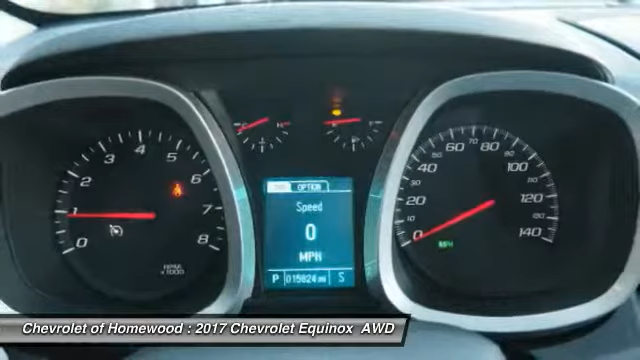 0 1 2 3 4 5 6 7 8
RPM
x1000
OPTION
Speed
0
MPH
P 015824 S
0 20 40 60 80 100 120 140
MPH
Chevrolet of Homewood : 2017 Chevrolet Equinox AWD